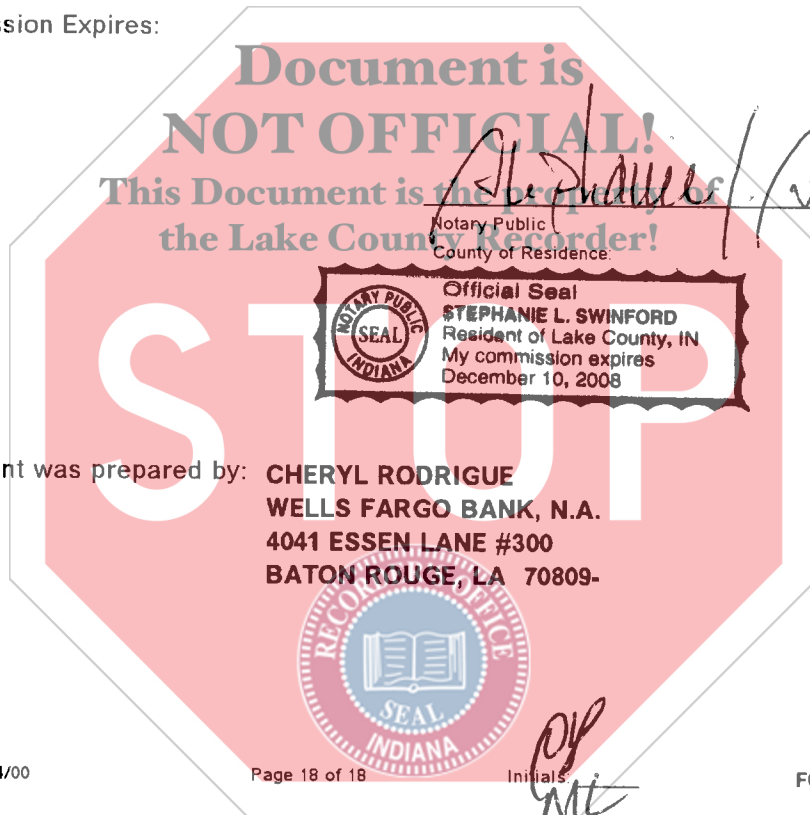 ssion Expires:
Document is
NOT OFFICIAL!
This Document is the property of
the Lake County Recorder!
Notary Public
County of Residence:
NOTARY PUBLIC
SEAL
INDIANA
Official Seal
STEPHANIE L. SWINFORD
Resident of Lake County, IN
My commission expires
December 10, 2008
STOP
nt was prepared by: CHERYL RODRIGUE
WELLS FARGO BANK, N.A.
4041 ESSEN LANE #300
BATON ROUGE, LA 70809-
RECORDING OFFICE
SEAL
INDIANA
/00
Page 18 of 18
Initials: